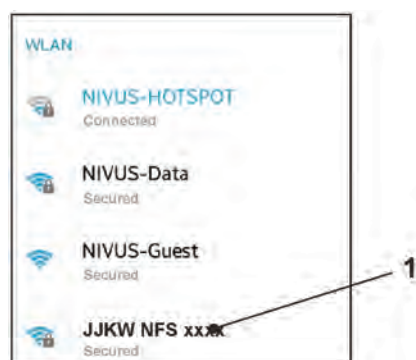 WLAN
NIVUS-HOTSPOT
Connected
NIVUS-Data
Secured
NIVUS-Guest
Secured
1
JJKW NFS xxxx
Secured